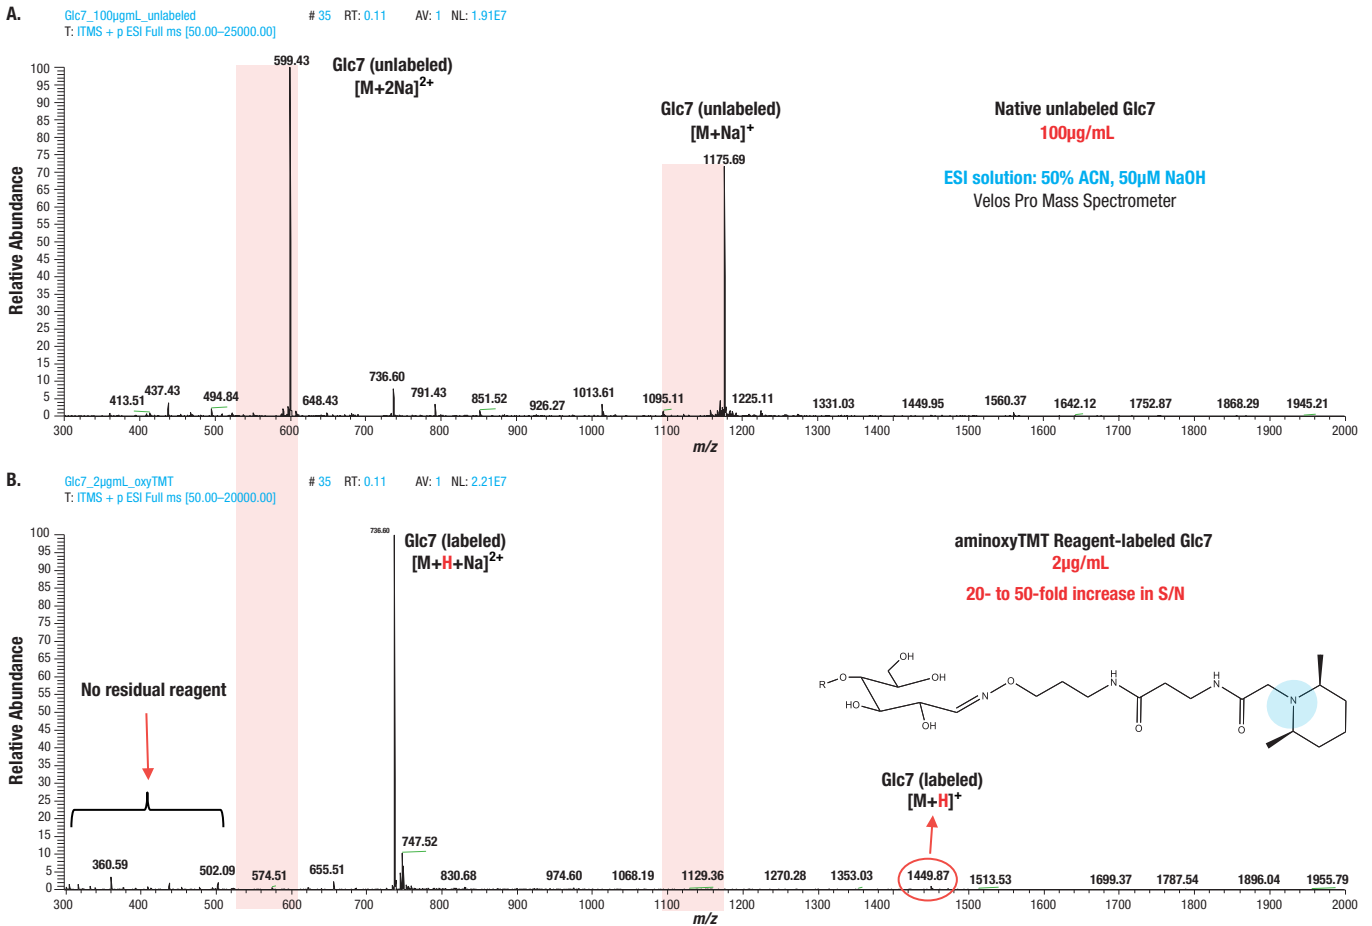 A.
Glc7_100µgmL_unlabeled # 35 RT: 0.11 AV: 1 NL: 1.91E7
T: ITMS + p ESI Full ms [50.00–25000.00]
599.43
Glc7 (unlabeled)
[M+2Na]2+
Glc7 (unlabeled)
[M+Na]+
1175.69
Native unlabeled Glc7
100µg/mL
ESI solution: 50% ACN, 50µM NaOH
Velos Pro Mass Spectrometer
Relative Abundance
100
95
90
85
80
75
70
65
60
55
50
45
40
35
30
25
20
15
10
5
0
413.51 437.43 494.84 648.43 736.60 791.43 851.52 926.27 1013.61 1095.11 1225.11 1331.03 1449.95 1560.37 1642.12 1752.87 1868.29 1945.21
300 400 500 600 700 800 900 1000 1100 1200 1300 1400 1500 1600 1700 1800 1900 2000
m/z
B.
Glc7_2µgmL_oxyTMT # 35 RT: 0.11 AV: 1 NL: 2.21E7
T: ITMS + p ESI Full ms [50.00–20000.00]
736.60
Glc7 (labeled)
[M+H+Na]2+
aminoxyTMT Reagent-labeled Glc7
2µg/mL
20- to 50-fold increase in S/N
OH
R O OH
HO OH
N O
H
N
O
H
N
O
N
No residual reagent
Glc7 (labeled)
[M+H]+
Relative Abundance
100
95
90
85
80
75
70
65
60
55
50
45
40
35
30
25
20
15
10
5
0
360.59 502.09 574.51 655.51 747.52 830.68 974.60 1068.19 1129.36 1270.28 1353.03 1449.87 1513.53 1699.37 1787.54 1896.04 1955.79
300 400 500 600 700 800 900 1000 1100 1200 1300 1400 1500 1600 1700 1800 1900 2000
m/z